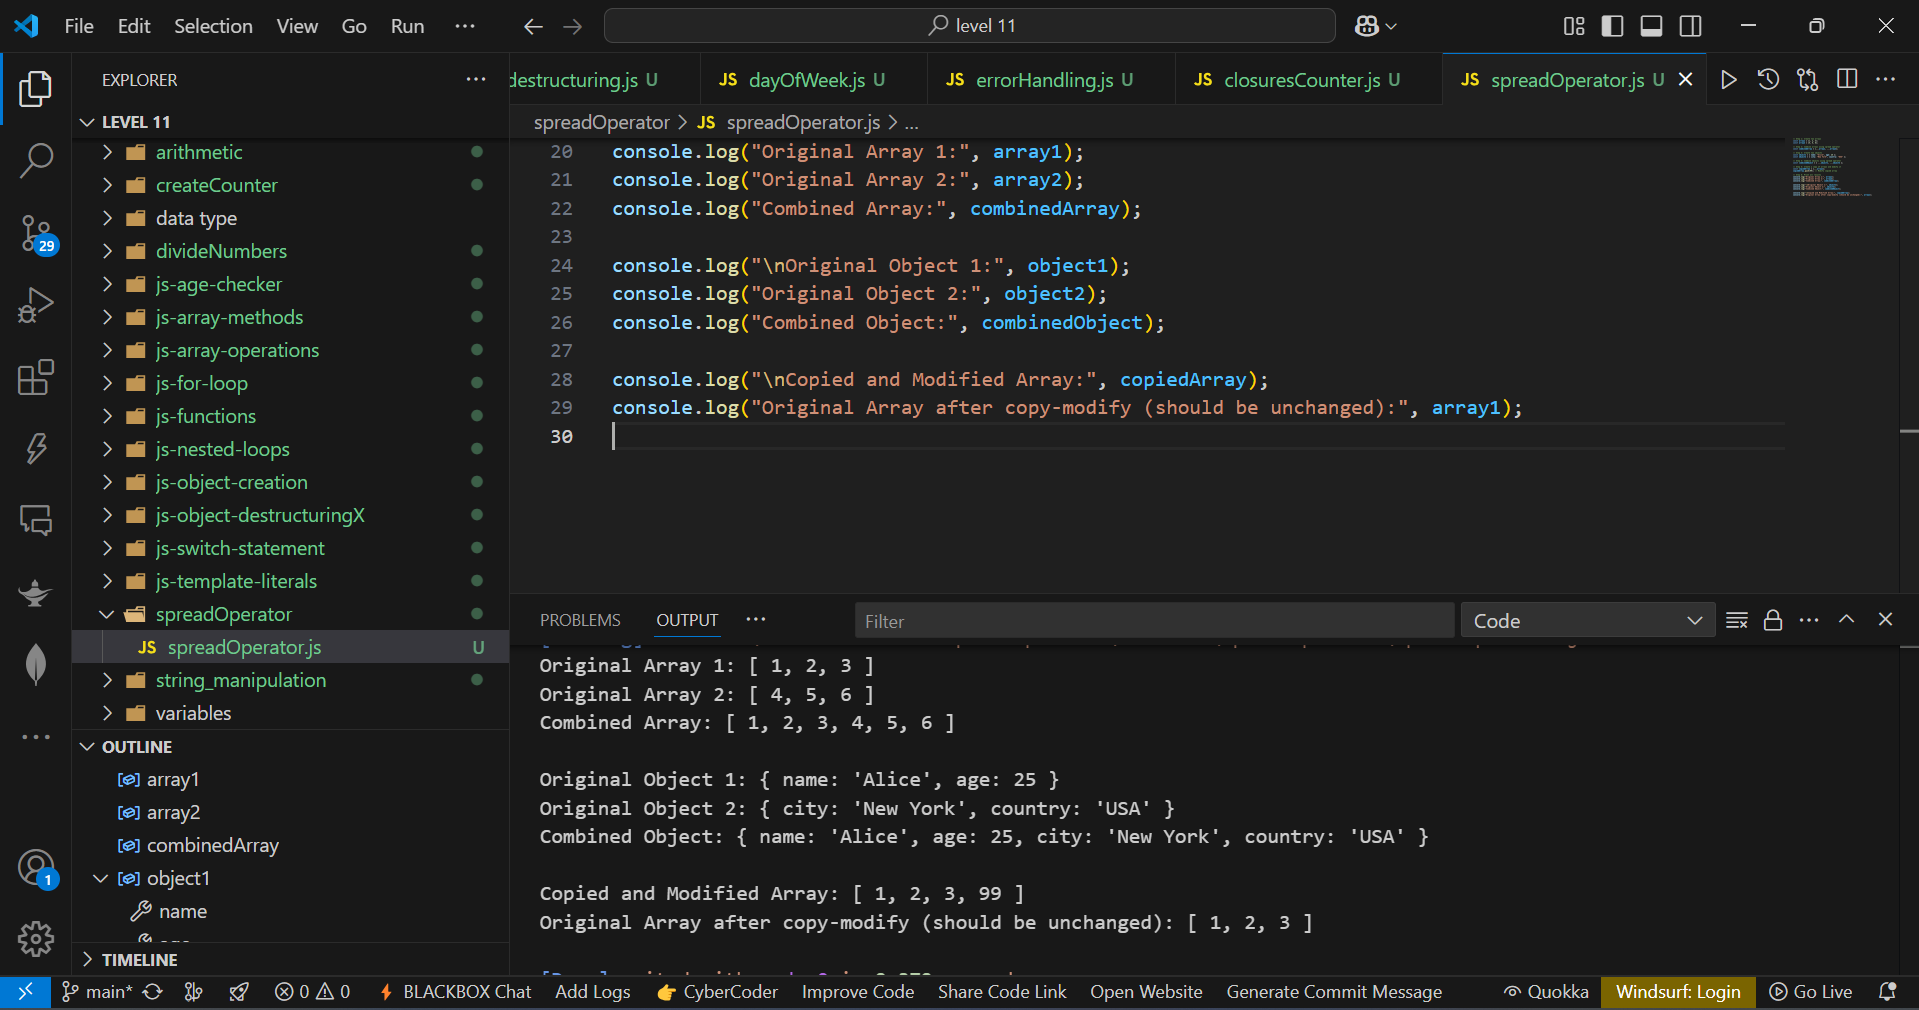 File Edit Selection View Go Run ··· level 11
EXPLORER ···
LEVEL 11
arithmetic
createCounter
data type
divideNumbers
js-age-checker
js-array-methods
js-array-operations
js-for-loop
js-functions
js-nested-loops
js-object-creation
js-object-destructuringX
js-switch-statement
js-template-literals
spreadOperator
JS spreadOperator.js U
string_manipulation
variables
OUTLINE
array1
array2
combinedArray
object1
name
TIMELINE
29
1
destructuring.js U JS dayOfWeek.js U JS errorHandling.js U JS closuresCounter.js U JS spreadOperator.js U
spreadOperator > JS spreadOperator.js > ...
20 console.log("Original Array 1:", array1);
21 console.log("Original Array 2:", array2);
22 console.log("Combined Array:", combinedArray);
23
24 console.log("\nOriginal Object 1:", object1);
25 console.log("Original Object 2:", object2);
26 console.log("Combined Object:", combinedObject);
27
28 console.log("\nCopied and Modified Array:", copiedArray);
29 console.log("Original Array after copy-modify (should be unchanged):", array1);
30
PROBLEMS OUTPUT ··· Filter Code
Original Array 1: [ 1, 2, 3 ]
Original Array 2: [ 4, 5, 6 ]
Combined Array: [ 1, 2, 3, 4, 5, 6 ]
Original Object 1: { name: 'Alice', age: 25 }
Original Object 2: { city: 'New York', country: 'USA' }
Combined Object: { name: 'Alice', age: 25, city: 'New York', country: 'USA' }
Copied and Modified Array: [ 1, 2, 3, 99 ]
Original Array after copy-modify (should be unchanged): [ 1, 2, 3 ]
main* 0 0 BLACKBOX Chat Add Logs CyberCoder Improve Code Share Code Link Open Website Generate Commit Message Quokka Windsurf: Login Go Live